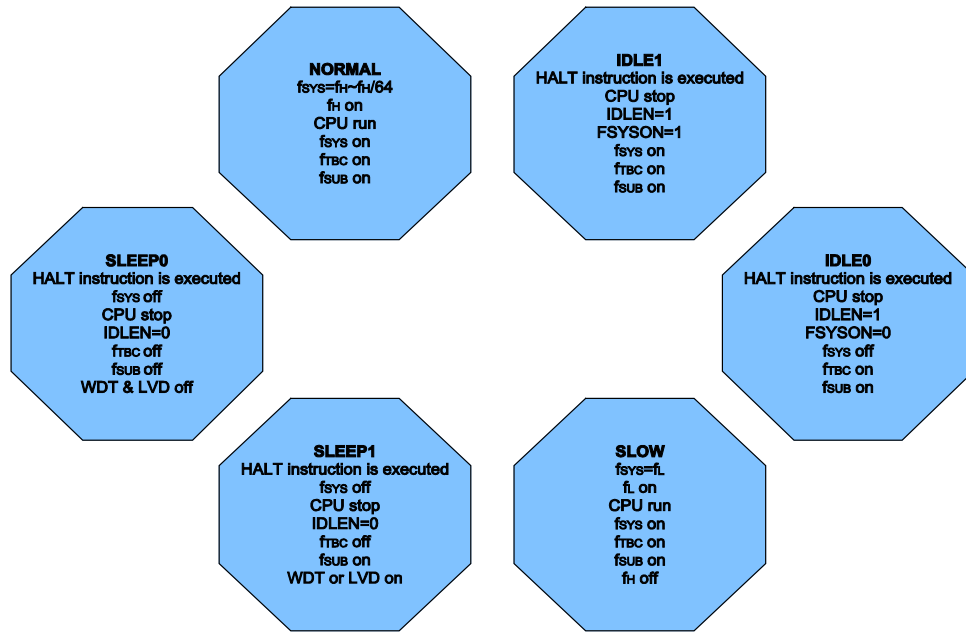 NORMAL
fSYS=fH~fH/64
fH on
CPU run
fSYS on
fTBC on
fSUB on
IDLE1
HALT instruction is executed
CPU stop
IDLEN=1
FSYSON=1
fSYS on
fTBC on
fSUB on
SLEEP0
HALT instruction is executed
fSYS off
CPU stop
IDLEN=0
fTBC off
fSUB off
WDT & LVD off
IDLE0
HALT instruction is executed
CPU stop
IDLEN=1
FSYSON=0
fSYS off
fTBC on
fSUB on
SLEEP1
HALT instruction is executed
fSYS off
CPU stop
IDLEN=0
fTBC off
fSUB on
WDT or LVD on
SLOW
fSYS=fL
fL on
CPU run
fSYS on
fTBC on
fSUB on
fH off